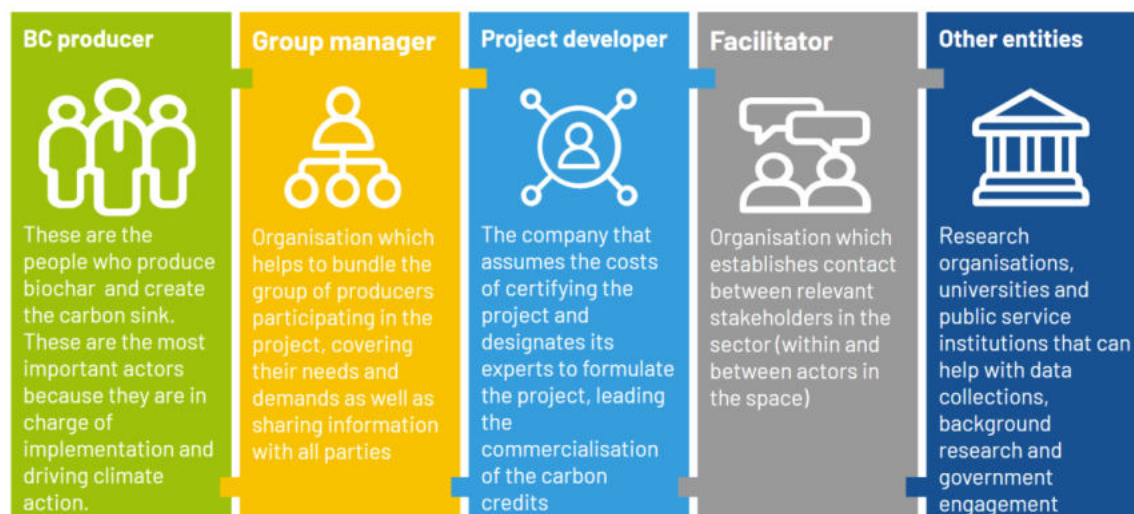 BC producer
These are the
people who produce
biochar and create
the carbon sink.
These are the most
important actors
because they are in
charge of
implementation and
driving climate
action.
Group manager
Organisation which
helps to bundle the
group of producers
participating in the
project, covering
their needs and
demands as well as
sharing information
with all parties
Project developer
The company that
assumes the costs
of certifying the
project and
designates its
experts to formulate
the project, leading
the
commercialisation
of the carbon
credits
Facilitator
Organisation which
establishes contact
between relevant
stakeholders in the
sector (within and
between actors in
the space)
Other entities
Research
organisations,
universities and
public service
institutions that can
help with data
collections,
background
research and
government
engagement